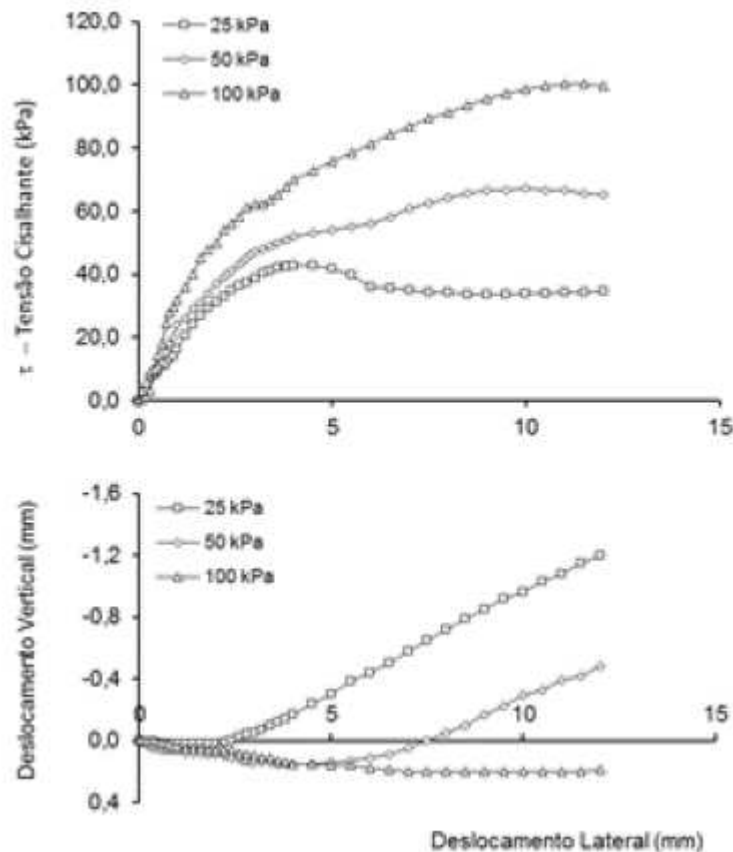 120,0
100,0
80,0
60,0
40,0
20,0
0,0
τ – Tensão Cisalhante (kPa)
25 kPa
50 kPa
100 kPa
0
5
10
15
-1,6
-1,2
-0,8
-0,4
0,0
0,4
Deslocamento Vertical (mm)
25 kPa
50 kPa
100 kPa
0
5
10
15
Deslocamento Lateral (mm)